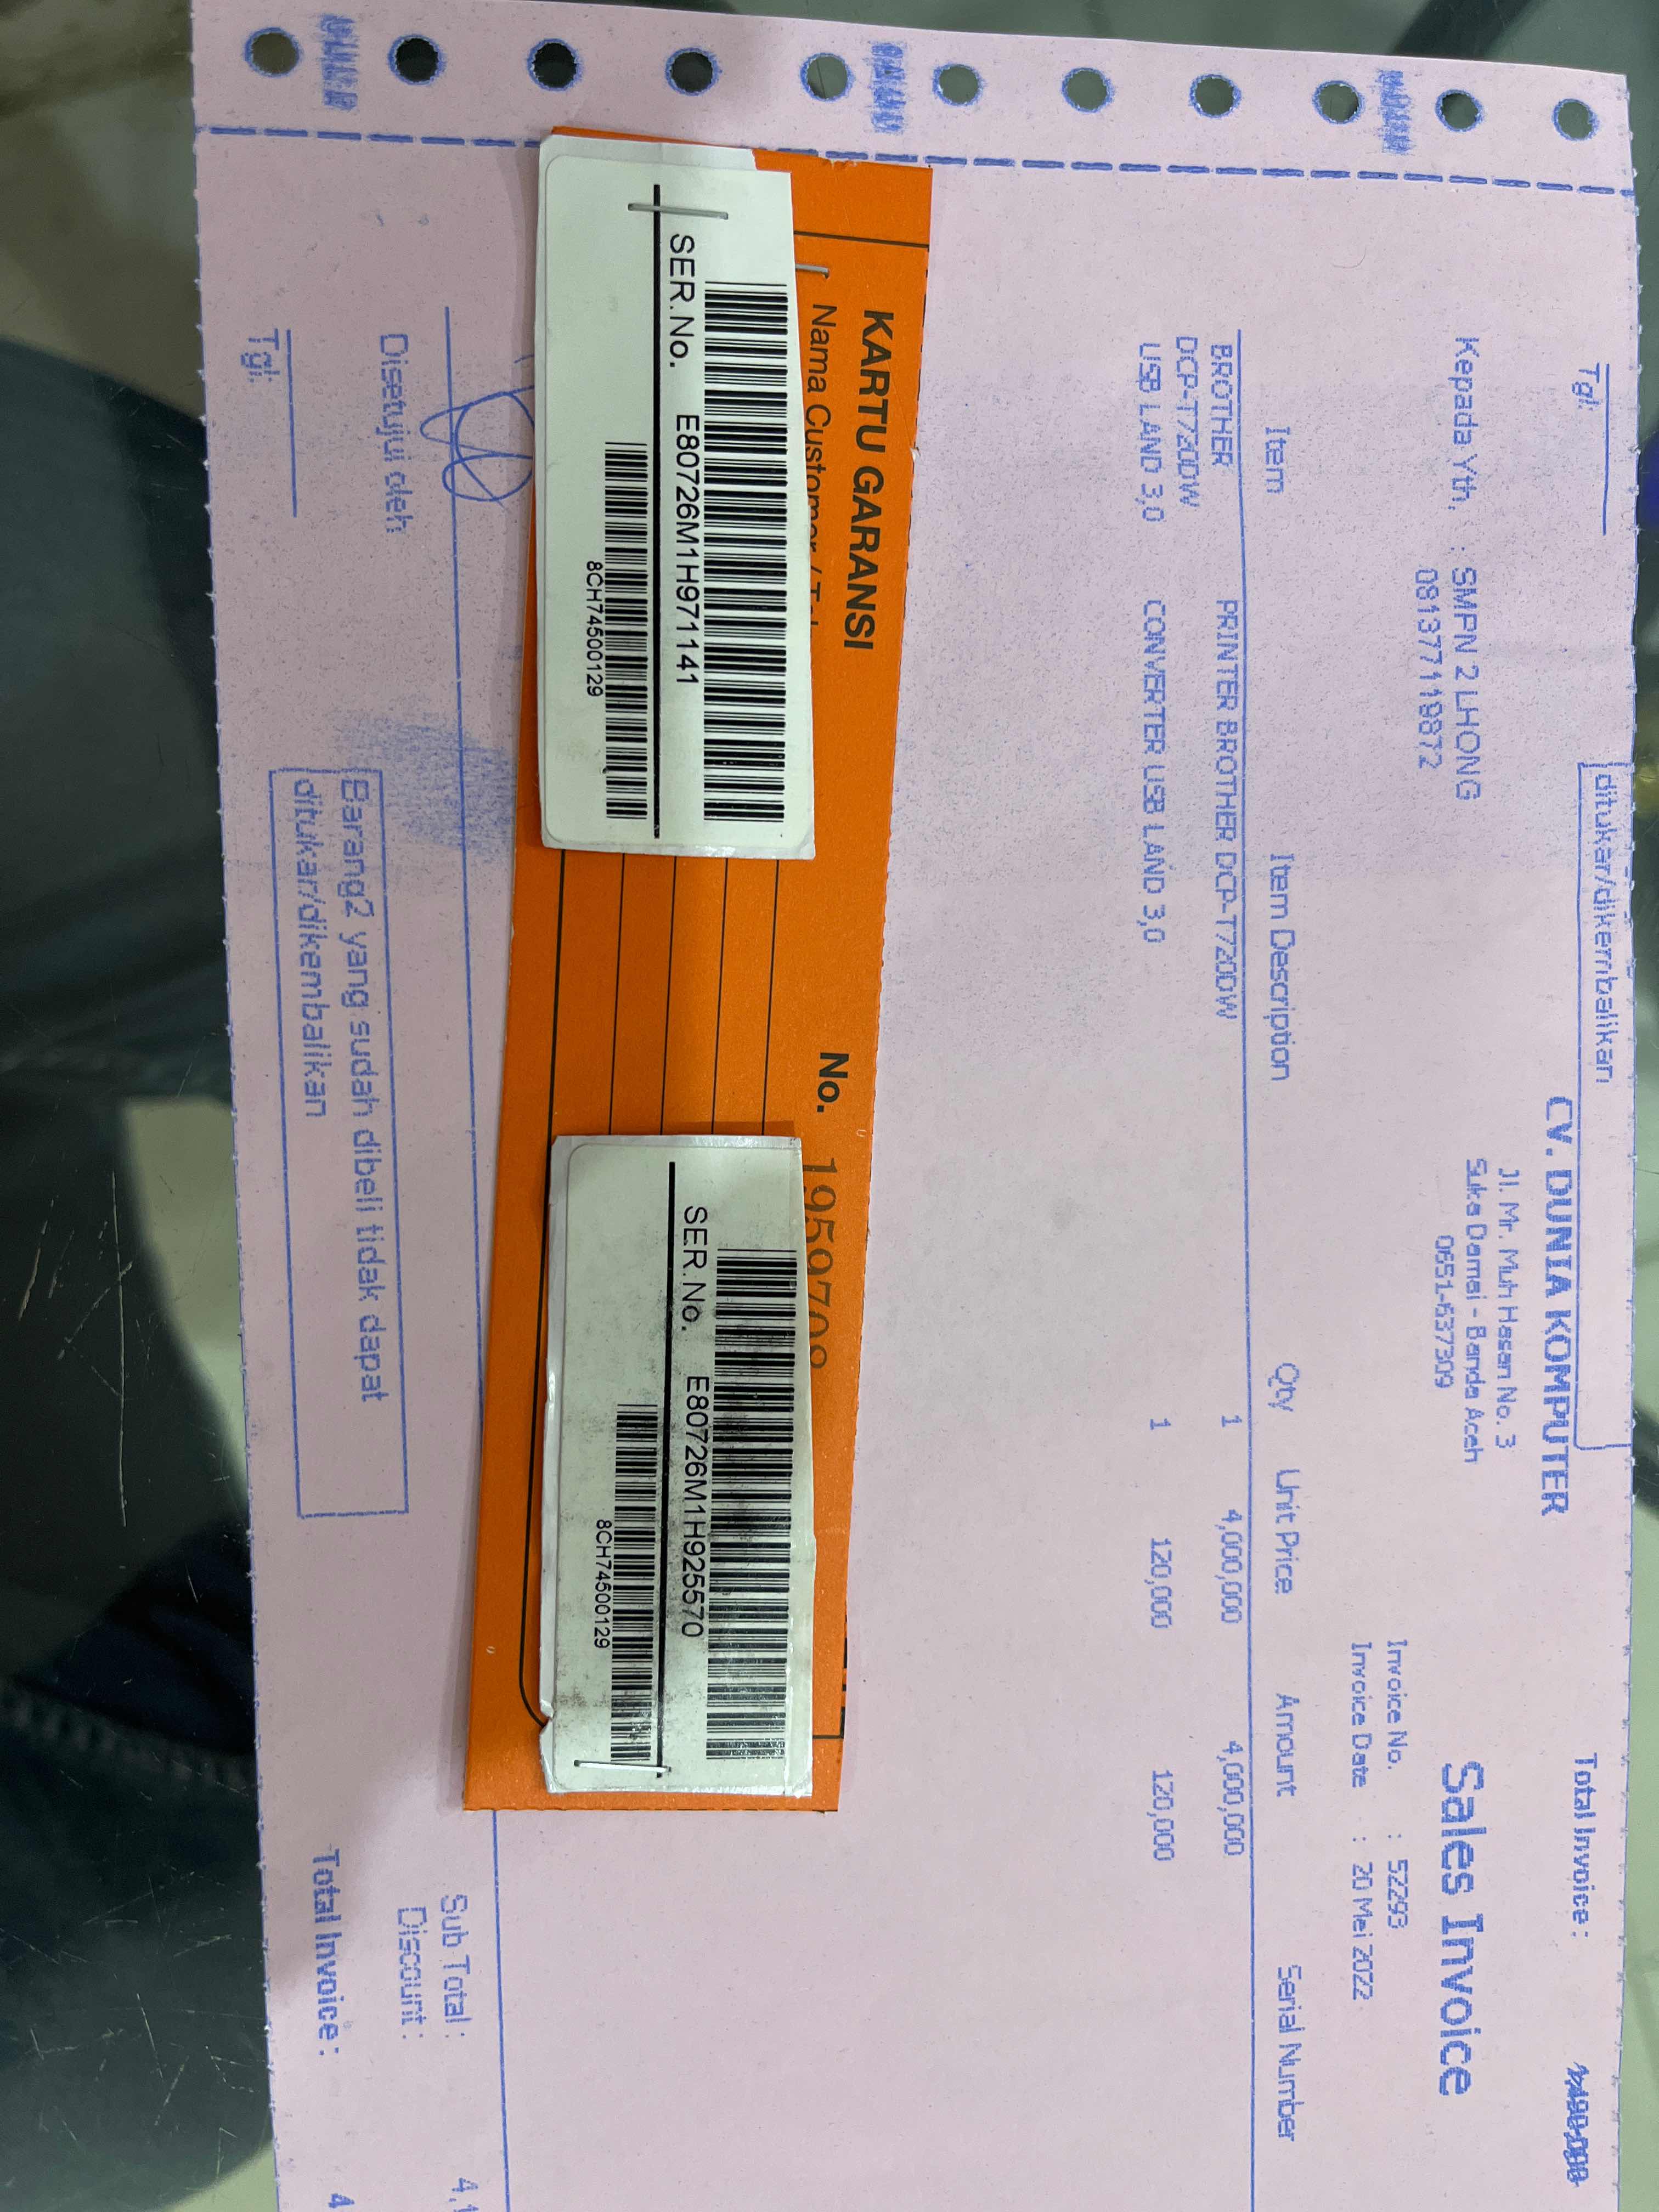 Tgl:
ditukar/dikembalikan
Total Invoice :
CV. DUNIA KOMPUTER
Jl. Mr. Muh Hasan No. 3
Suka Damai - Banda Aceh
0651-637309
Sales Invoice
Kepada Yth. : SMPN 2 LHONG
081377119872
Invoice No. : 52293
Invoice Date : 20 Mei 2022
Item Item Description Qty Unit Price Amount Serial Number
BROTHER PRINTER BROTHER DCP-T720DW 1 4,000,000 4,000,000
DCP-T720DW
USB LAND 3,0 CONVERTER USB LAND 3,0 1 120,000 120,000
KARTU GARANSI
No.
Nama Customer /
SER.No. E80726M1H971141
8CH74500129
SER.No. E80726M1H925570
8CH74500129
Sub Total :
Discount :
Total Invoice :
Disetujui oleh
Barang2 yang sudah dibeli tidak dapat
ditukar/dikembalikan
Tgl: